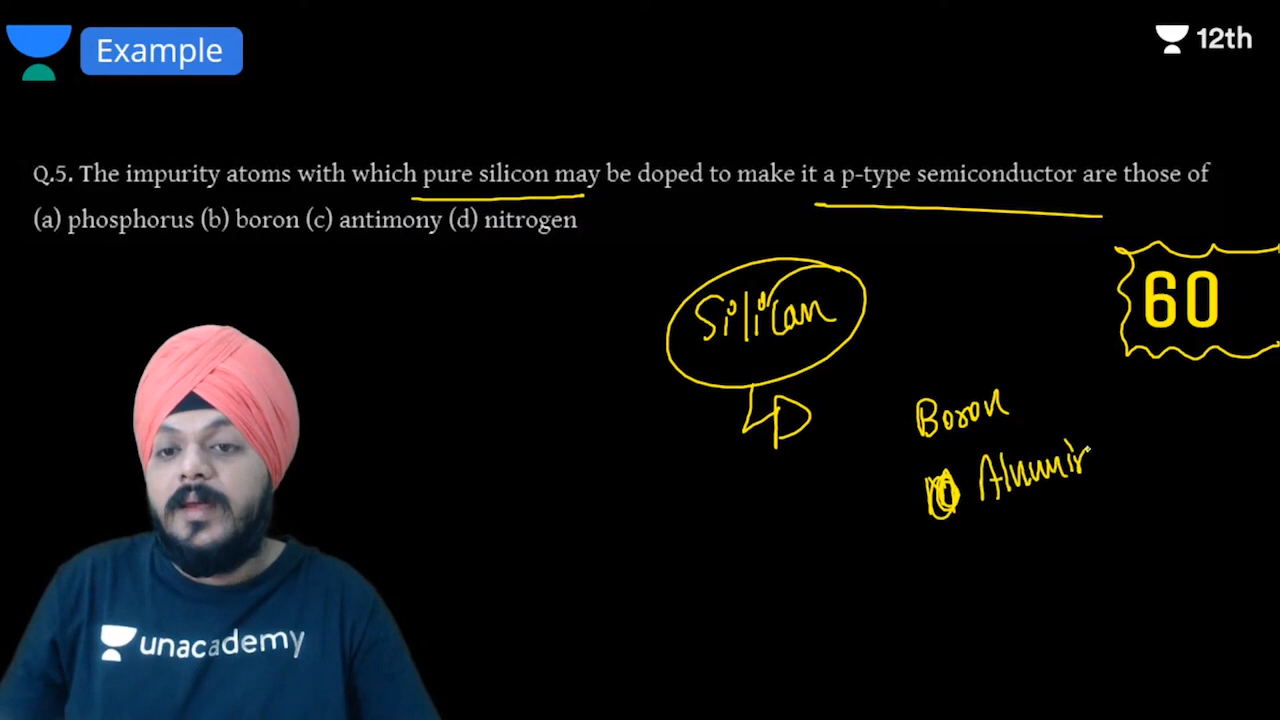 Example
12th
Q.5. The impurity atoms with which pure silicon may be doped to make it a p-type semiconductor are those of
(a) phosphorus (b) boron (c) antimony (d) nitrogen
Silican
60
P
Boron
Alumin
unacademy